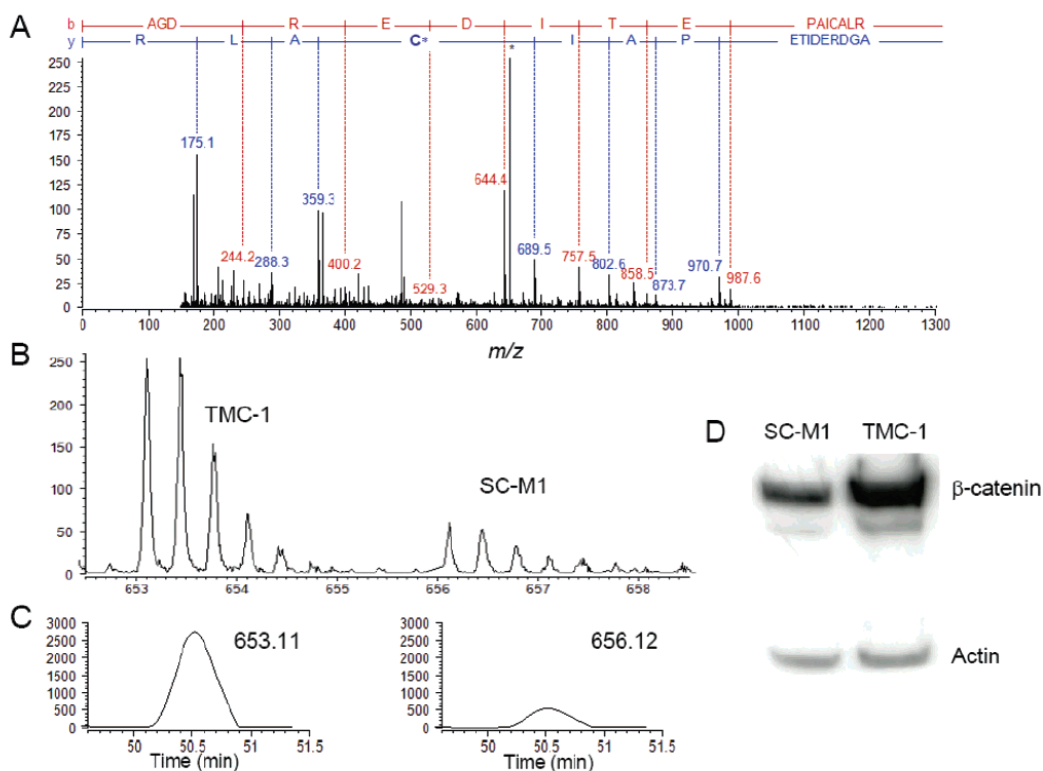 A
b AGD R E D I T E PAICALR
y R L A C* * I A P ETIDERDGA
250
225
200
175
150
125
100
75
50
25
0
175.1
244.2
288.3
359.3
400.2
529.3
644.4
689.5
757.5
802.6
858.5
873.7
970.7
987.6
0 100 200 300 400 500 600 700 800 900 1000 1100 1200 1300
m/z
B
250
200
150
100
50
0
TMC-1
SC-M1
653 654 655 656 657 658
C
3000
2500
2000
1500
1000
500
0
653.11
50 50.5 51 51.5
Time (min)
3000
2500
2000
1500
1000
500
0
656.12
50 50.5 51 51.5
Time (min)
D
SC-M1 TMC-1
β-catenin
Actin